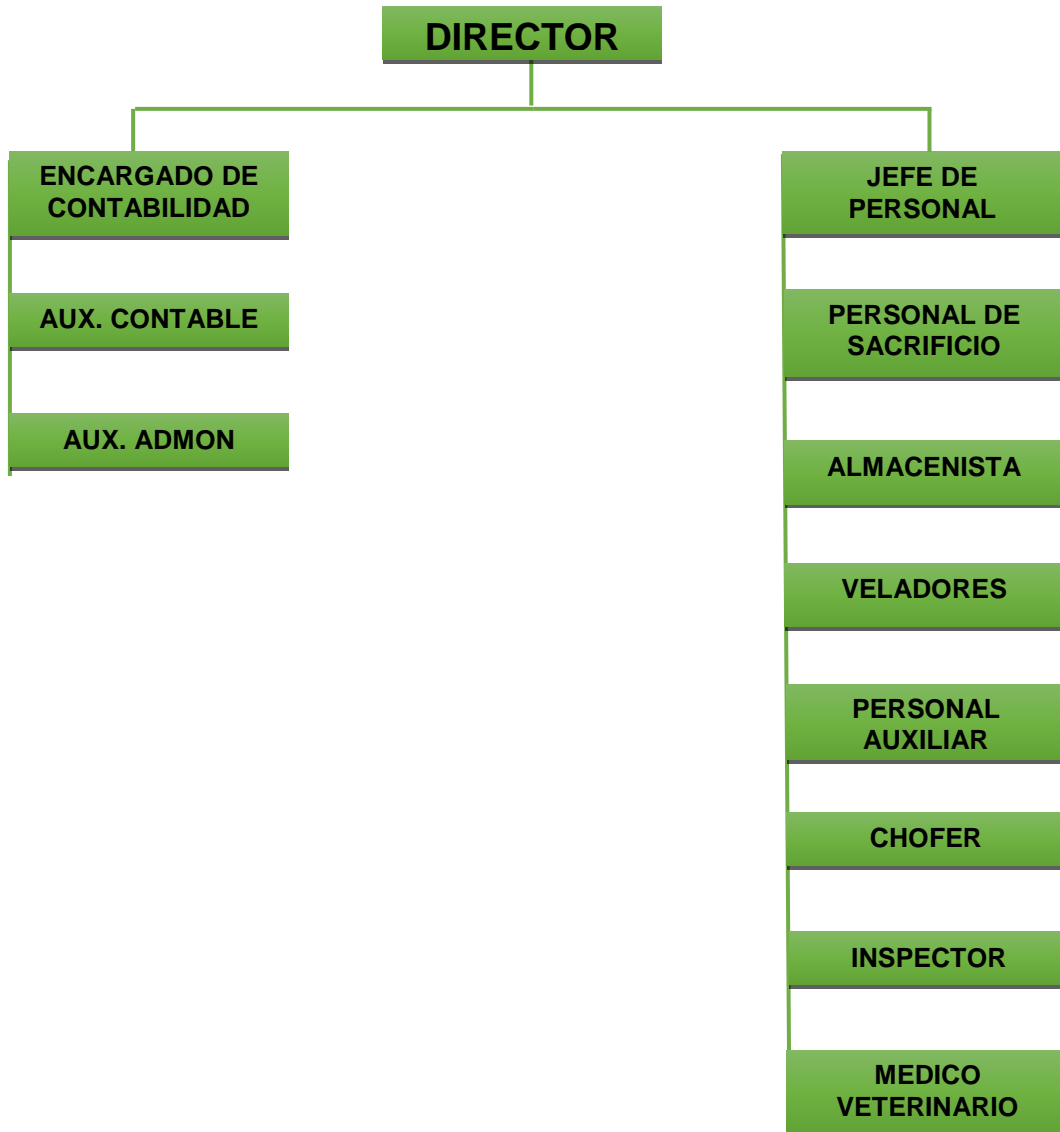 DIRECTOR
ENCARGADO DE
CONTABILIDAD
AUX. CONTABLE
AUX. ADMON
JEFE DE
PERSONAL
PERSONAL DE
SACRIFICIO
ALMACENISTA
VELADORES
PERSONAL
AUXILIAR
CHOFER
INSPECTOR
MEDICO
VETERINARIO